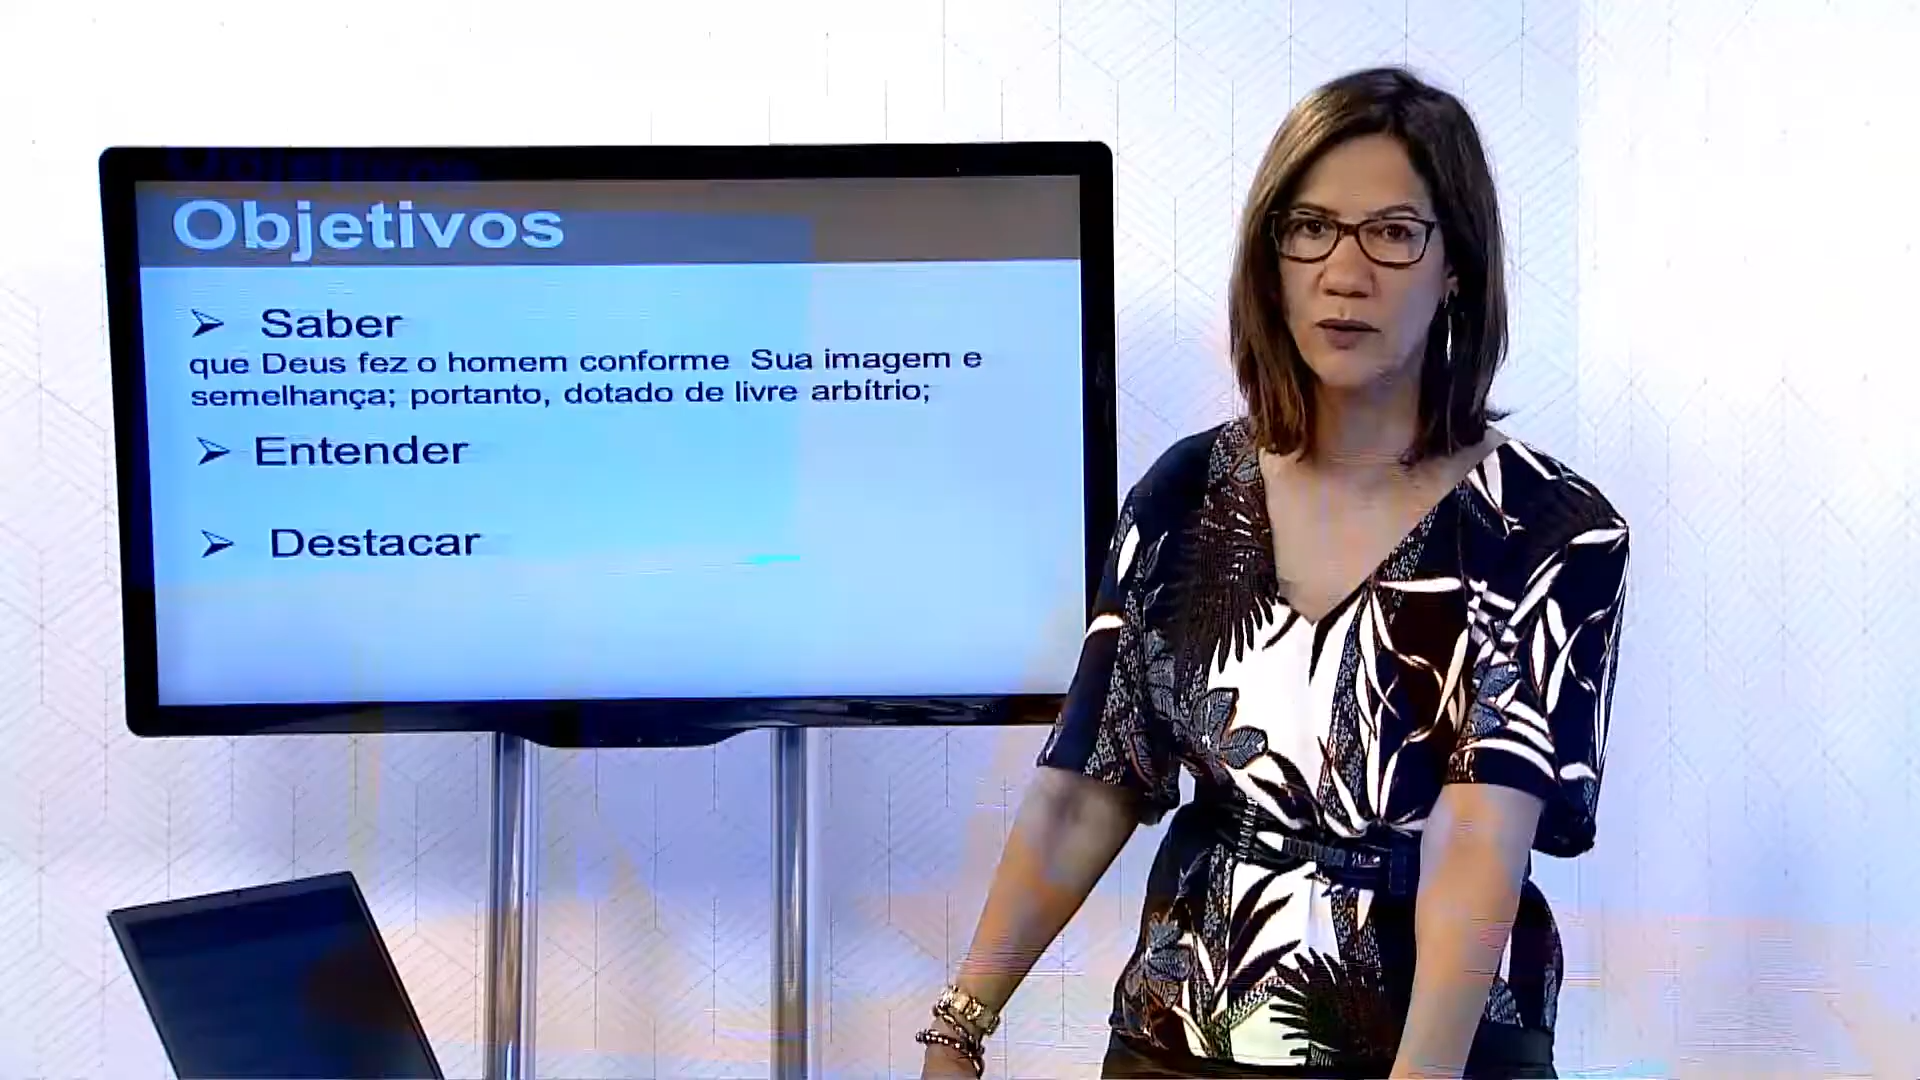 Objetivos
➢ Saber
que Deus fez o homem conforme Sua imagem e
semelhança; portanto, dotado de livre arbítrio;
➢ Entender
➢ Destacar